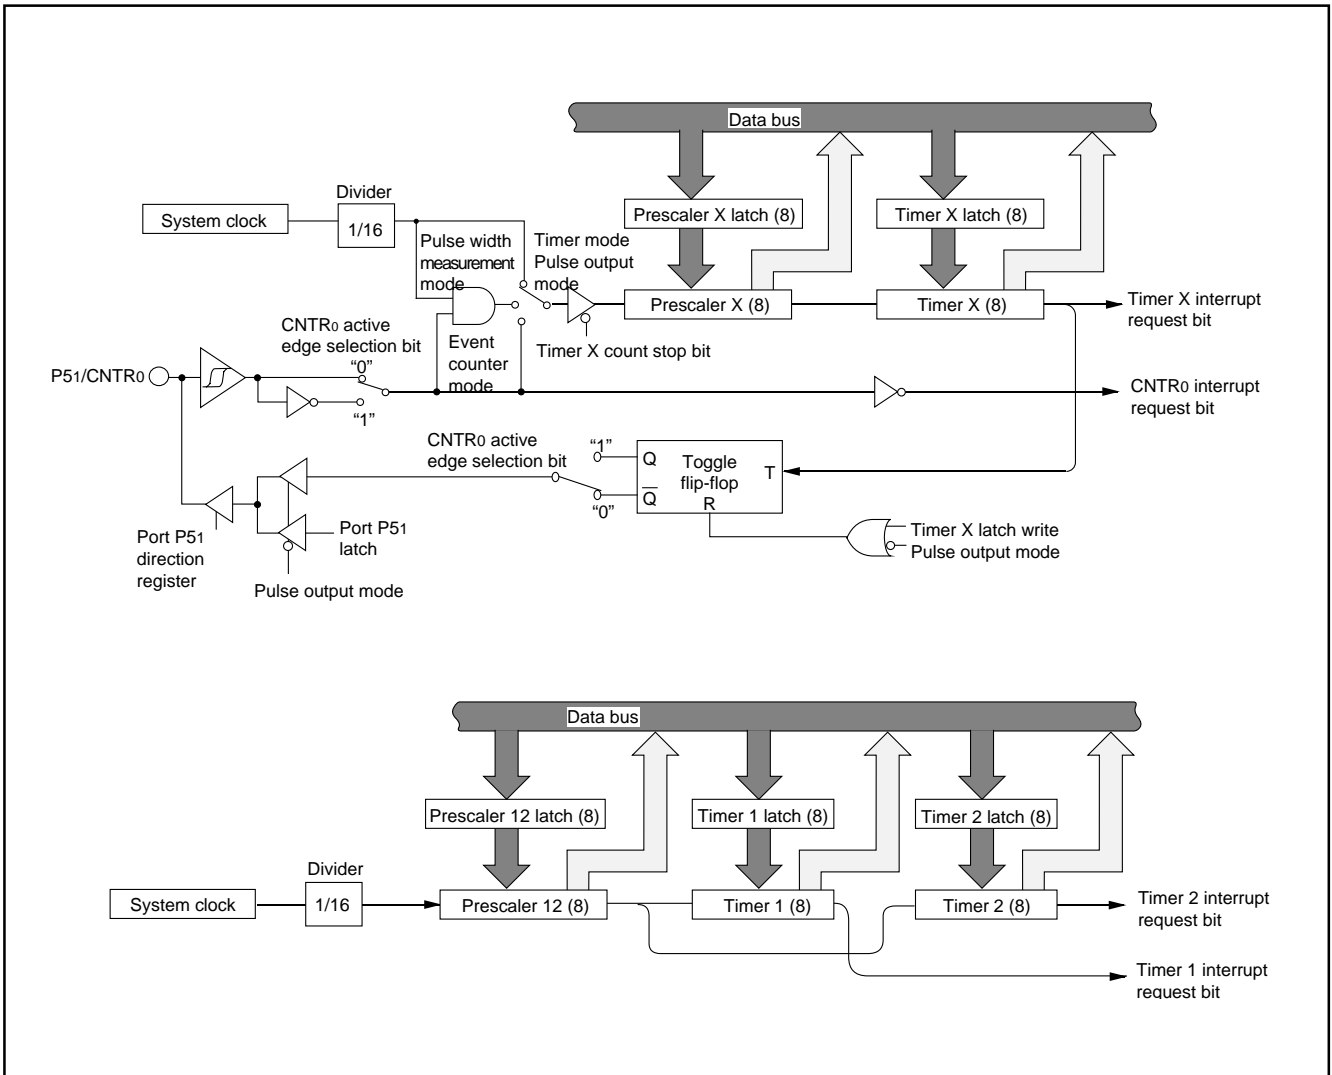 Data bus
Divider
System clock
1/16
Prescaler X latch (8)
Timer X latch (8)
Pulse width
measurement
mode
Timer mode
Pulse output
mode
Prescaler X (8)
Timer X (8)
Timer X interrupt
request bit
CNTR0 active
edge selection bit
"0"
Event
counter
mode
Timer X count stop bit
P51/CNTR0
"1"
CNTR0 interrupt
request bit
CNTR0 active
edge selection bit
"1"
"0"
Q
Toggle
flip-flop
T
Q̅
R
Port P51
direction
register
Port P51
latch
Pulse output mode
Timer X latch write
Pulse output mode
Data bus
Prescaler 12 latch (8)
Timer 1 latch (8)
Timer 2 latch (8)
Divider
System clock
1/16
Prescaler 12 (8)
Timer 1 (8)
Timer 2 (8)
Timer 2 interrupt
request bit
Timer 1 interrupt
request bit